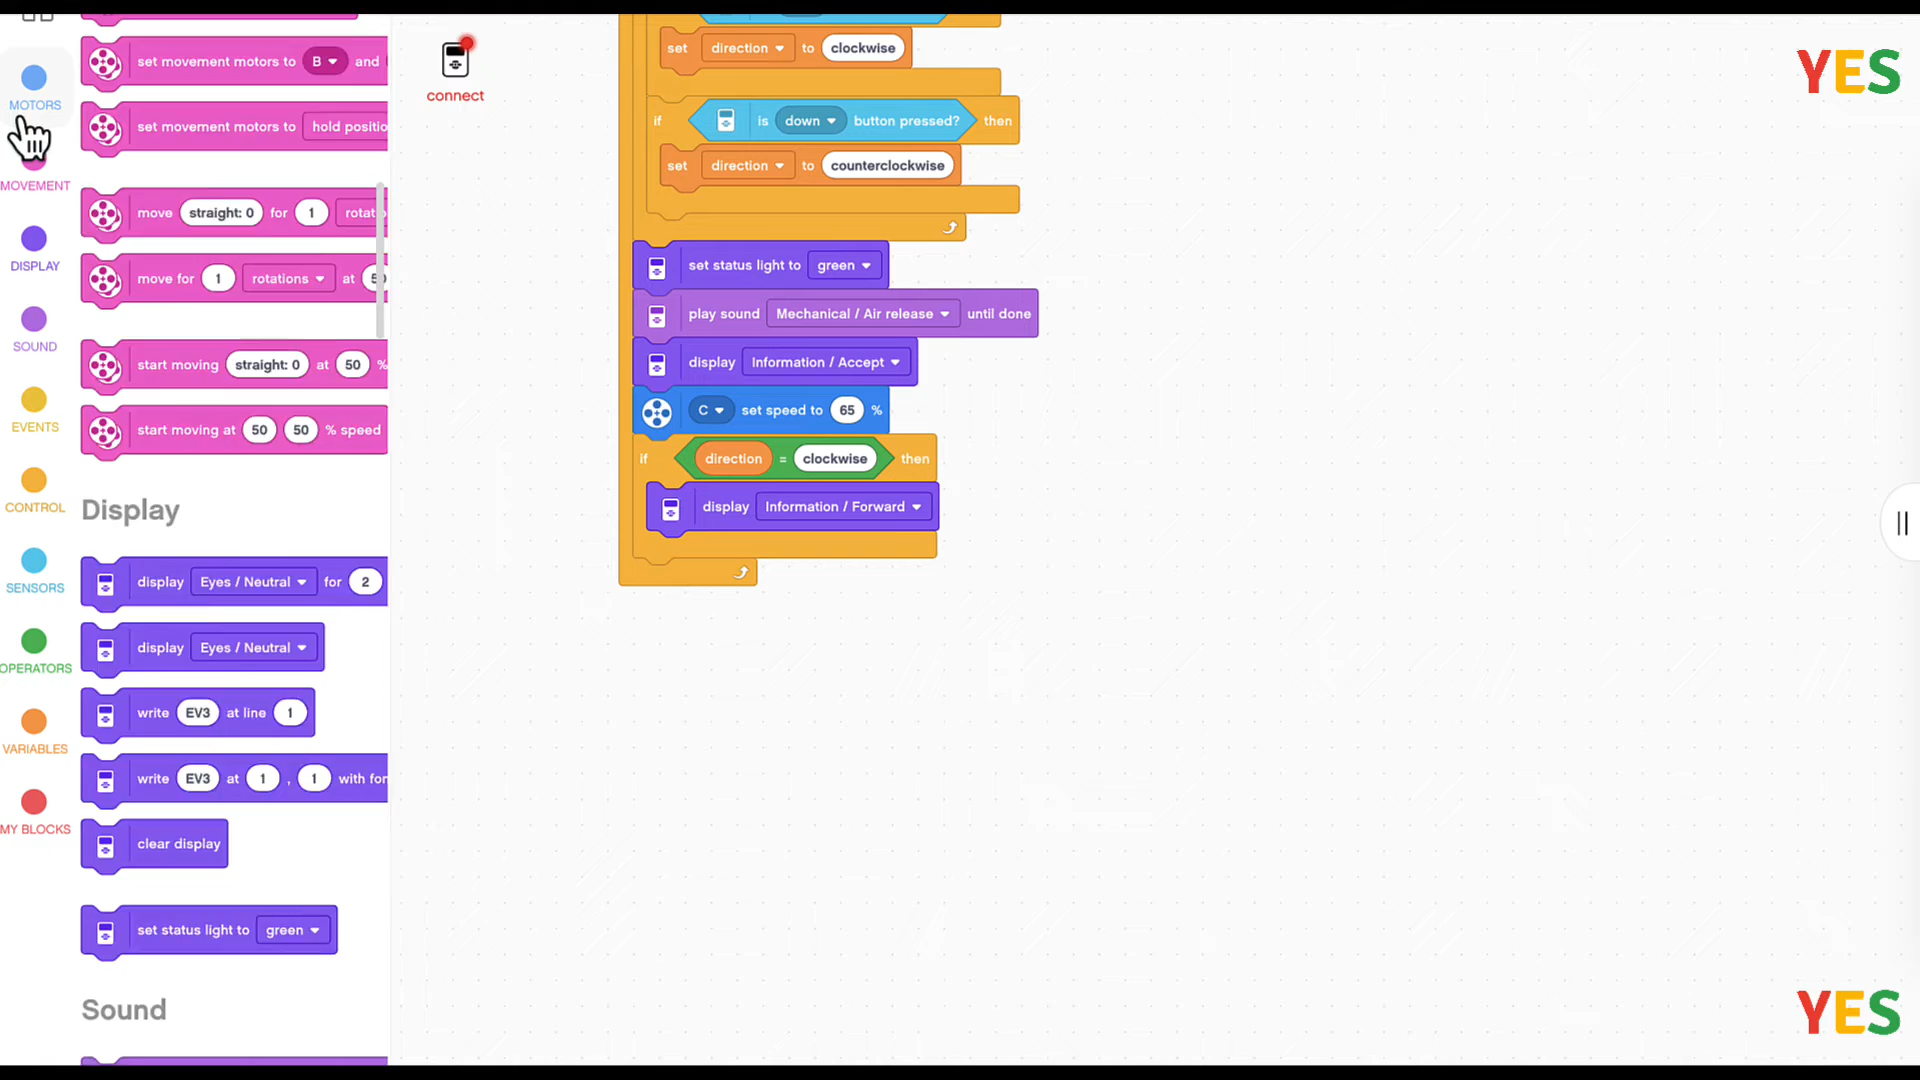 set movement motors to B and
set movement motors to hold positio
move straight: 0 for 1 rotati
move for 1 rotations at 50
start moving straight: 0 at 50 %
start moving at 50 50 % speed
Display
display Eyes / Neutral for 2
display Eyes / Neutral
write EV3 at line 1
write EV3 at 1 , 1 with for
clear display
set status light to green
Sound
MOTORS
MOVEMENT
DISPLAY
SOUND
EVENTS
CONTROL
SENSORS
OPERATORS
VARIABLES
MY BLOCKS
connect
set direction to clockwise
if is down button pressed? then
set direction to counterclockwise
set status light to green
play sound Mechanical / Air release until done
display Information / Accept
C set speed to 65 %
if direction = clockwise then
display Information / Forward
YES
YES